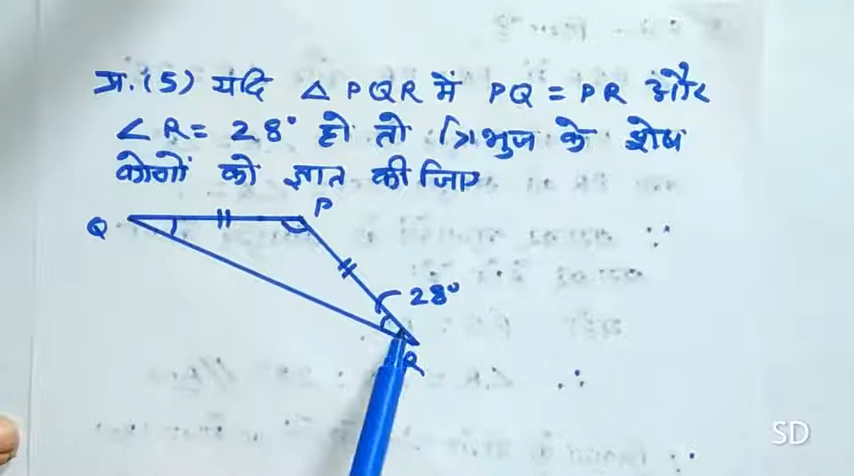 प्र.(5) यदि △ PQR में PQ = PR और
∠R= 28° हो तो त्रिभुज के शेष
कोणों को ज्ञात कीजिए
P
Q
28°
R
SD